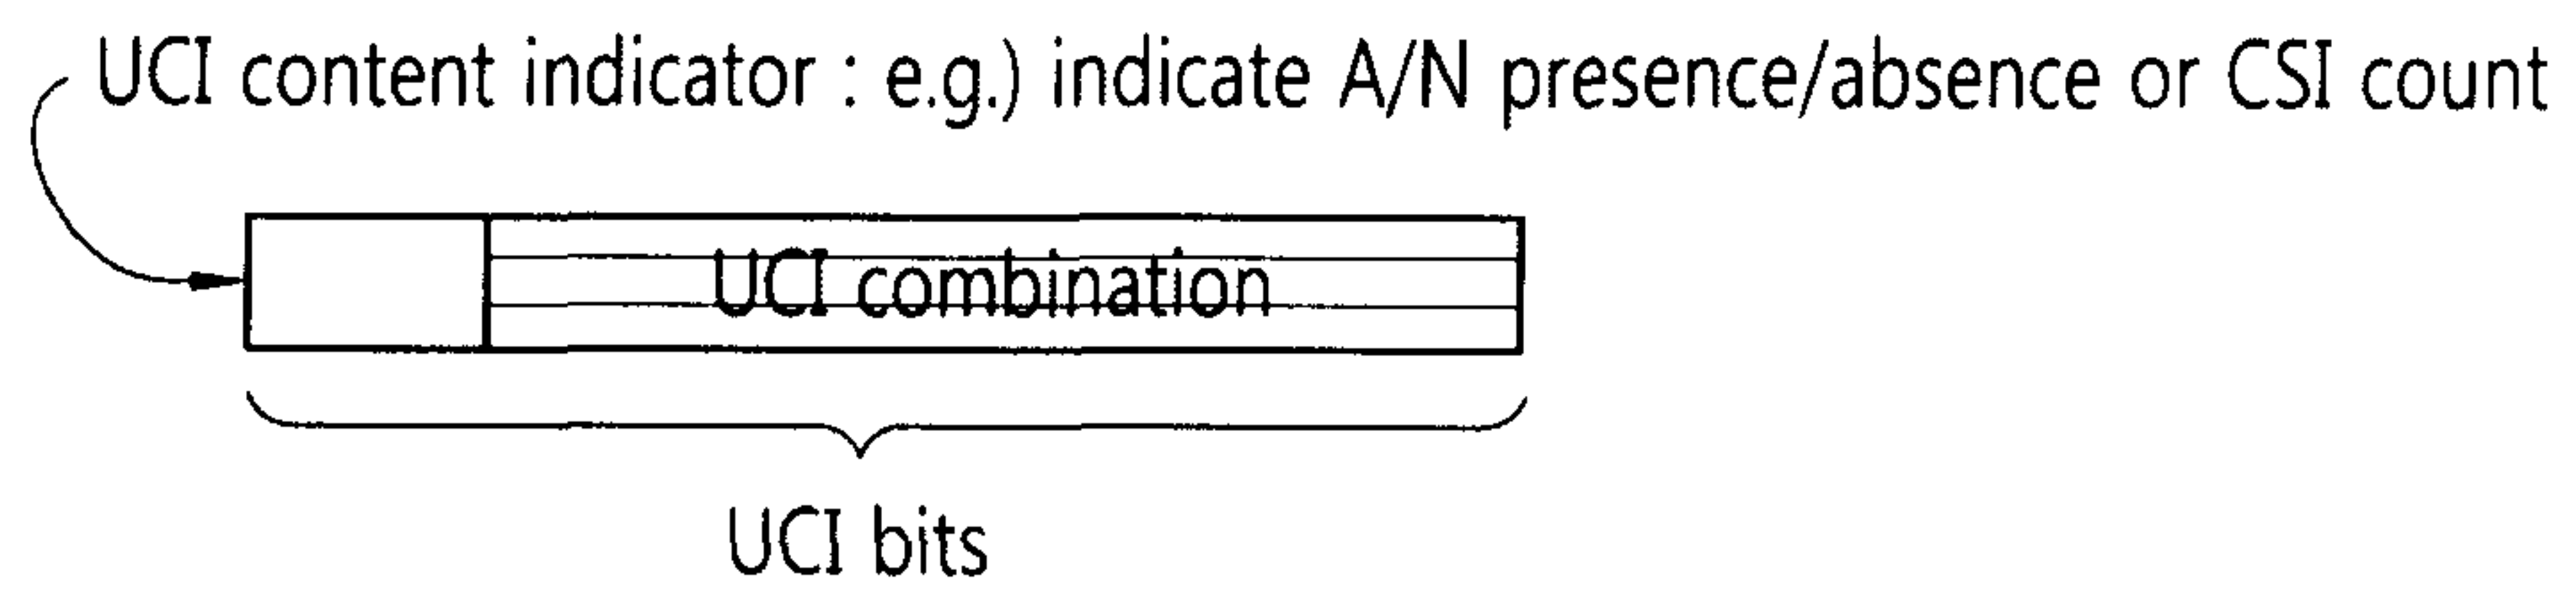 UCI content indicator : e.g.) indicate A/N presence/absence or CSI count
UCI combination
UCI bits